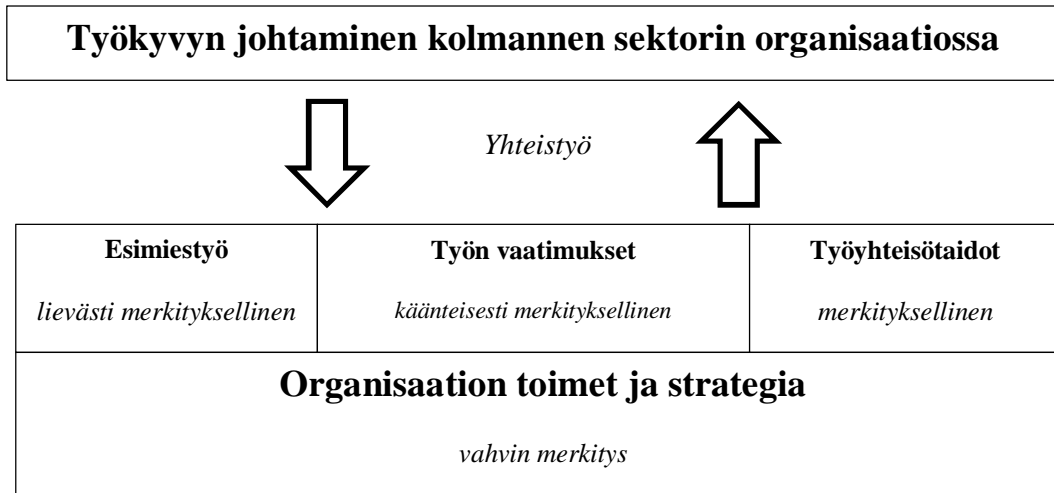 Työkyvyn johtaminen kolmannen sektorin organisaatiossa
Yhteistyö
Esimiestyö
lievästi merkityksellinen
Työn vaatimukset
käänteisesti merkityksellinen
Työyhteisötaidot
merkityksellinen
Organisaation toimet ja strategia
vahvin merkitys